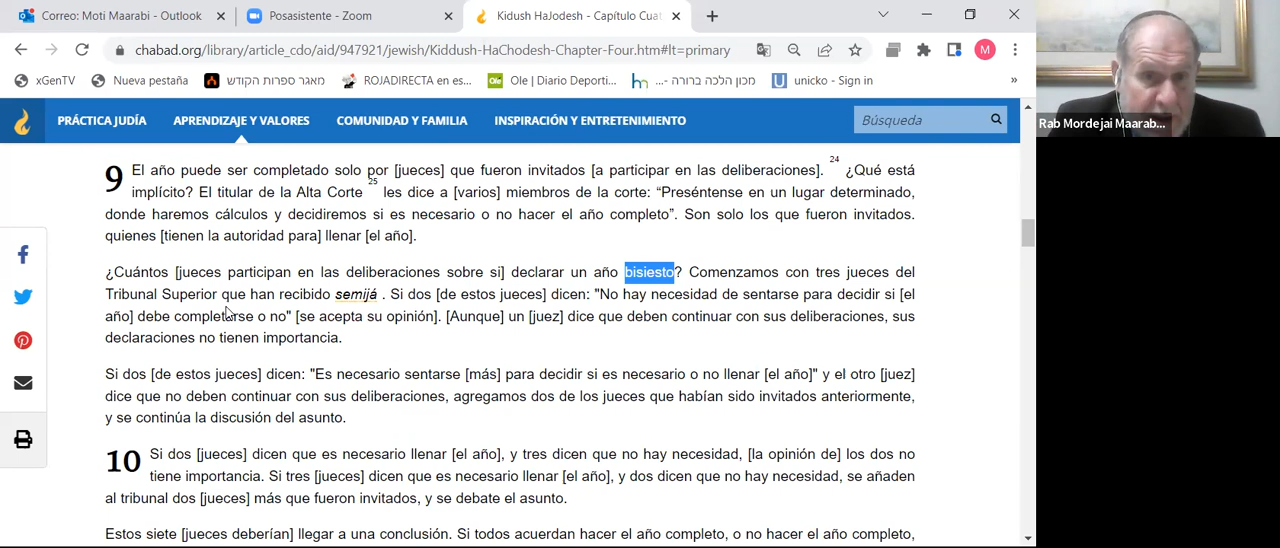 Correo: Moti Maarabi - Outlook
Posasistente - Zoom
Kidush HaJodesh - Capítulo Cuat
chabad.org/library/article_cdo/aid/947921/jewish/Kiddush-HaChodesh-Chapter-Four.htm#lt=primary
M
xGenTV
Nueva pestaña
מאגר ספרות הקודש
ROJADIRECTA en es...
Ole | Diario Deporti...
מכון הלכה ברורה -...
unicko - Sign in
»
PRÁCTICA JUDÍA
APRENDIZAJE Y VALORES
COMUNIDAD Y FAMILIA
INSPIRACIÓN Y ENTRETENIMIENTO
Búsqueda
Rab Mordejai Maarab...
9 El año puede ser completado solo por [jueces] que fueron invitados [a participar en las deliberaciones]. 24 ¿Qué está
implícito? El titular de la Alta Corte 25 les dice a [varios] miembros de la corte: “Preséntense en un lugar determinado,
donde haremos cálculos y decidiremos si es necesario o no hacer el año completo”. Son solo los que fueron invitados.
quienes [tienen la autoridad para] llenar [el año].
¿Cuántos [jueces participan en las deliberaciones sobre si] declarar un año bisiesto? Comenzamos con tres jueces del
Tribunal Superior que han recibido semijá . Si dos [de estos jueces] dicen: "No hay necesidad de sentarse para decidir si [el
año] debe completarse o no" [se acepta su opinión]. [Aunque] un [juez] dice que deben continuar con sus deliberaciones, sus
declaraciones no tienen importancia.
Si dos [de estos jueces] dicen: "Es necesario sentarse [más] para decidir si es necesario o no llenar [el año]" y el otro [juez]
dice que no deben continuar con sus deliberaciones, agregamos dos de los jueces que habían sido invitados anteriormente,
y se continúa la discusión del asunto.
10 Si dos [jueces] dicen que es necesario llenar [el año], y tres dicen que no hay necesidad, [la opinión de] los dos no
tiene importancia. Si tres [jueces] dicen que es necesario llenar [el año], y dos dicen que no hay necesidad, se añaden
al tribunal dos [jueces] más que fueron invitados, y se debate el asunto.
Estos siete [jueces deberían] llegar a una conclusión. Si todos acuerdan hacer el año completo, o no hacer el año completo,